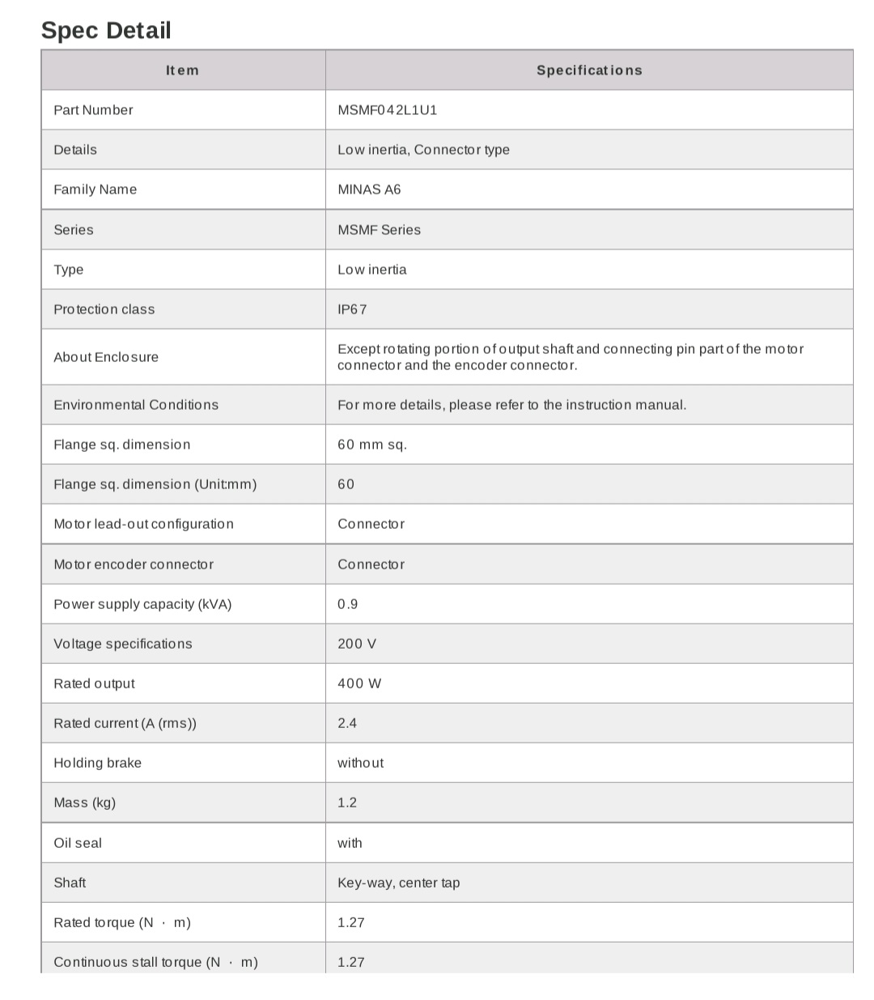 Spec Detail
Item Specifications
Part Number MSMF042L1U1
Details Low inertia, Connector type
Family Name MINAS A6
Series MSMF Series
Type Low inertia
Protection class IP67
About Enclosure Except rotating portion of output shaft and connecting pin part of the motor
connector and the encoder connector.
Environmental Conditions For more details, please refer to the instruction manual.
Flange sq. dimension 60 mm sq.
Flange sq. dimension (Unit:mm) 60
Motor lead-out configuration Connector
Motor encoder connector Connector
Power supply capacity (kVA) 0.9
Voltage specifications 200 V
Rated output 400 W
Rated current (A (rms)) 2.4
Holding brake without
Mass (kg) 1.2
Oil seal with
Shaft Key-way, center tap
Rated torque (N ⋅ m) 1.27
Continuous stall torque (N ⋅ m) 1.27